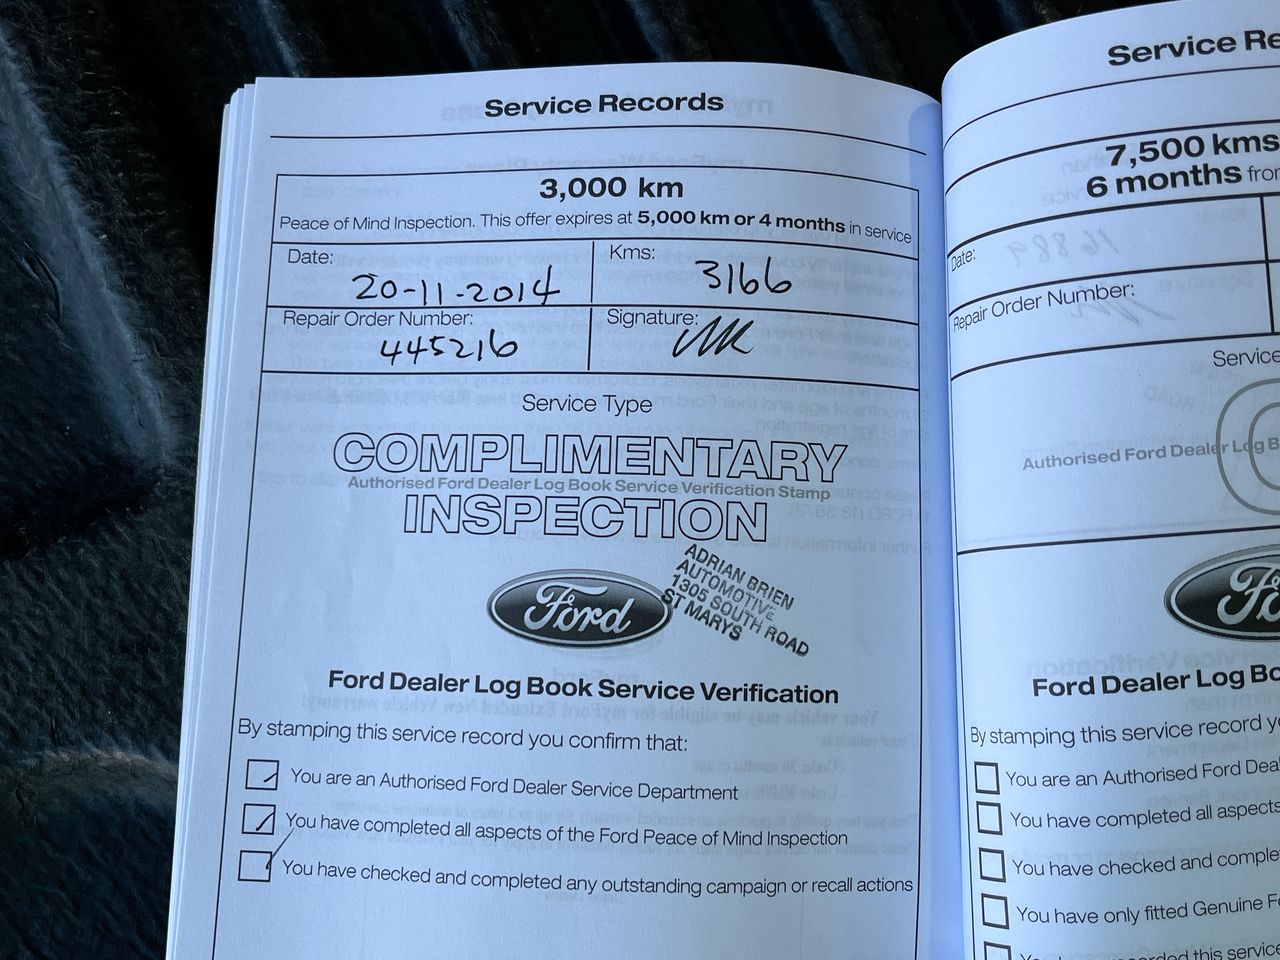 Service Records
3,000 km
Peace of Mind Inspection. This offer expires at 5,000 km or 4 months in service
Date:
20-11-2014
Kms:
3166
Repair Order Number:
445216
Signature:
Service Type
COMPLIMENTARY
Authorised Ford Dealer Log Book Service Verification Stamp
INSPECTION
Ford
ADRIAN BRIEN
AUTOMOTIVE
1305 SOUTH ROAD
ST MARYS
Ford Dealer Log Book Service Verification
By stamping this service record you confirm that:
You are an Authorised Ford Dealer Service Department
You have completed all aspects of the Ford Peace of Mind Inspection
You have checked and completed any outstanding campaign or recall actions
Service Re
7,500 kms
6 months from
Date:
Repair Order Number:
Service
Authorised Ford Dealer Log B
Fo
Ford Dealer Log Bo
By stamping this service record yo
You are an Authorised Ford Deal
You have completed all aspects
You have checked and comple
You have only fitted Genuine Fo
this service